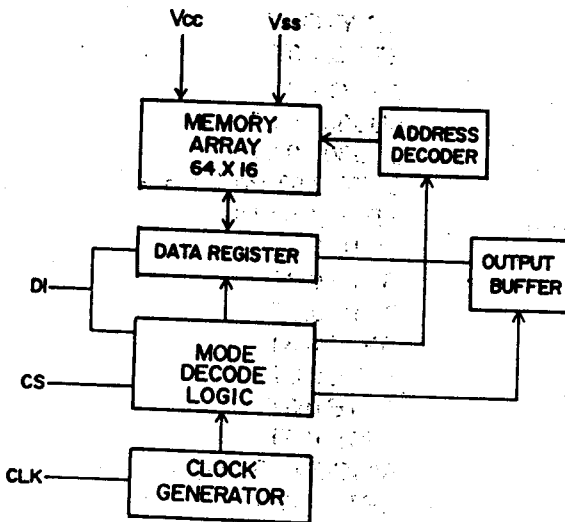 Vcc
Vss
MEMORY
ARRAY
64 X 16
ADDRESS
DECODER
DATA REGISTER
OUTPUT
BUFFER
DI
MODE
DECODE
LOGIC
CS
CLK
CLOCK
GENERATOR